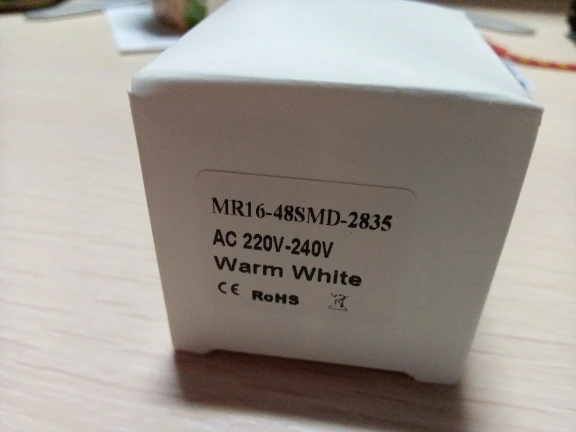 MR16-48SMD-2835
AC 220V-240V
Warm White
CE RoHS